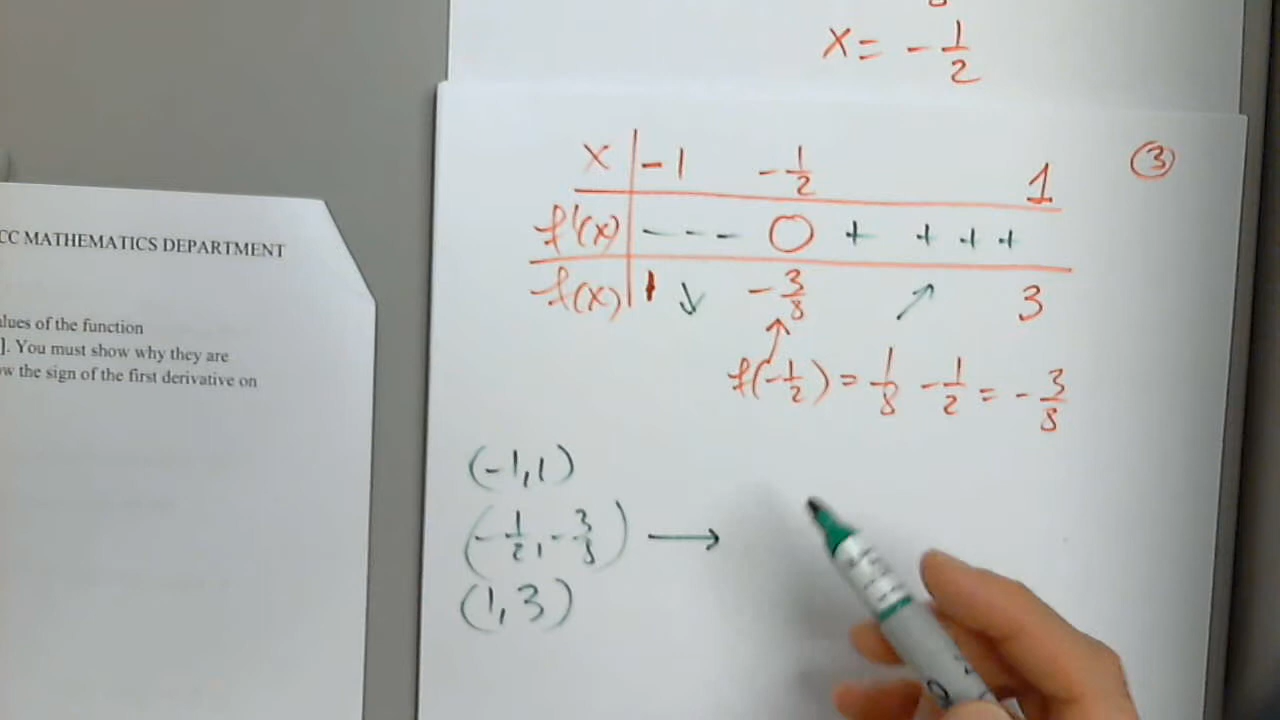 x = - 1/2
CC MATHEMATICS DEPARTMENT
lues of the function
]. You must show why they are
w the sign of the first derivative on
③
x | -1 - 1/2 1
f'(x) | - - - 0 + + + +
f(x) | 1 ↓ - 3/8 ↗ 3
↑
f(-1/2) = 1/8 - 1/2 = - 3/8
(-1, 1)
(-1/2, -3/8) →
(1, 3)